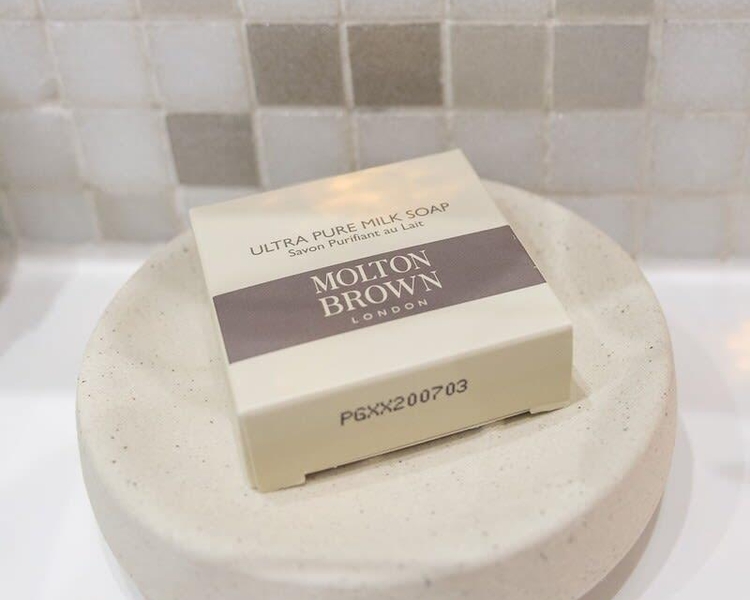 ULTRA PURE MILK SOAP
Savon Purifiant au Lait
MOLTON
BROWN
LONDON
PGXX200703